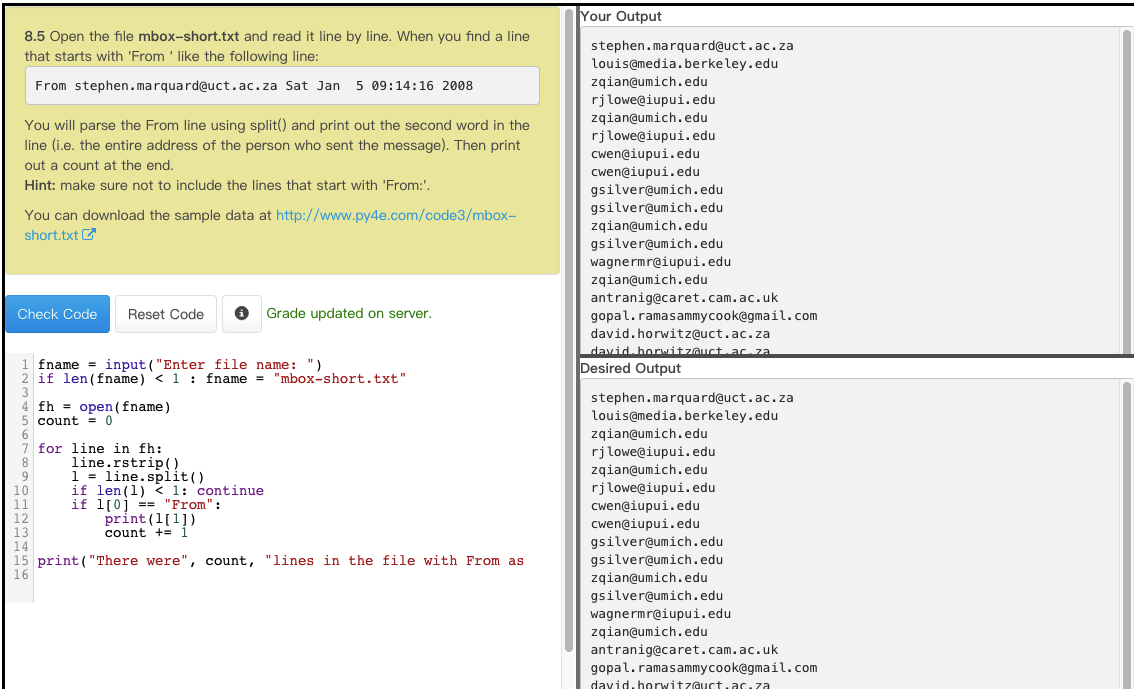 8.5 Open the file mbox-short.txt and read it line by line. When you find a line
that starts with 'From ' like the following line:
From stephen.marquard@uct.ac.za Sat Jan  5 09:14:16 2008
You will parse the From line using split() and print out the second word in the
line (i.e. the entire address of the person who sent the message). Then print
out a count at the end.
Hint: make sure not to include the lines that start with 'From:'.
You can download the sample data at http://www.py4e.com/code3/mbox-
short.txt
Check Code
Reset Code
Grade updated on server.
1 fname = input("Enter file name: ")
2 if len(fname) < 1 : fname = "mbox-short.txt"
3
4 fh = open(fname)
5 count = 0
6
7 for line in fh:
8     line.rstrip()
9     l = line.split()
10     if len(l) < 1: continue
11     if l[0] == "From":
12         print(l[1])
13         count += 1
14
15 print("There were", count, "lines in the file with From as
16
Your Output
stephen.marquard@uct.ac.za
louis@media.berkeley.edu
zqian@umich.edu
rjlowe@iupui.edu
zqian@umich.edu
rjlowe@iupui.edu
cwen@iupui.edu
cwen@iupui.edu
gsilver@umich.edu
gsilver@umich.edu
zqian@umich.edu
gsilver@umich.edu
wagnermr@iupui.edu
zqian@umich.edu
antranig@caret.cam.ac.uk
gopal.ramasammycook@gmail.com
david.horwitz@uct.ac.za
david.horwitz@uct.ac.za
Desired Output
stephen.marquard@uct.ac.za
louis@media.berkeley.edu
zqian@umich.edu
rjlowe@iupui.edu
zqian@umich.edu
rjlowe@iupui.edu
cwen@iupui.edu
cwen@iupui.edu
gsilver@umich.edu
gsilver@umich.edu
zqian@umich.edu
gsilver@umich.edu
wagnermr@iupui.edu
zqian@umich.edu
antranig@caret.cam.ac.uk
gopal.ramasammycook@gmail.com
david.horwitz@uct.ac.za